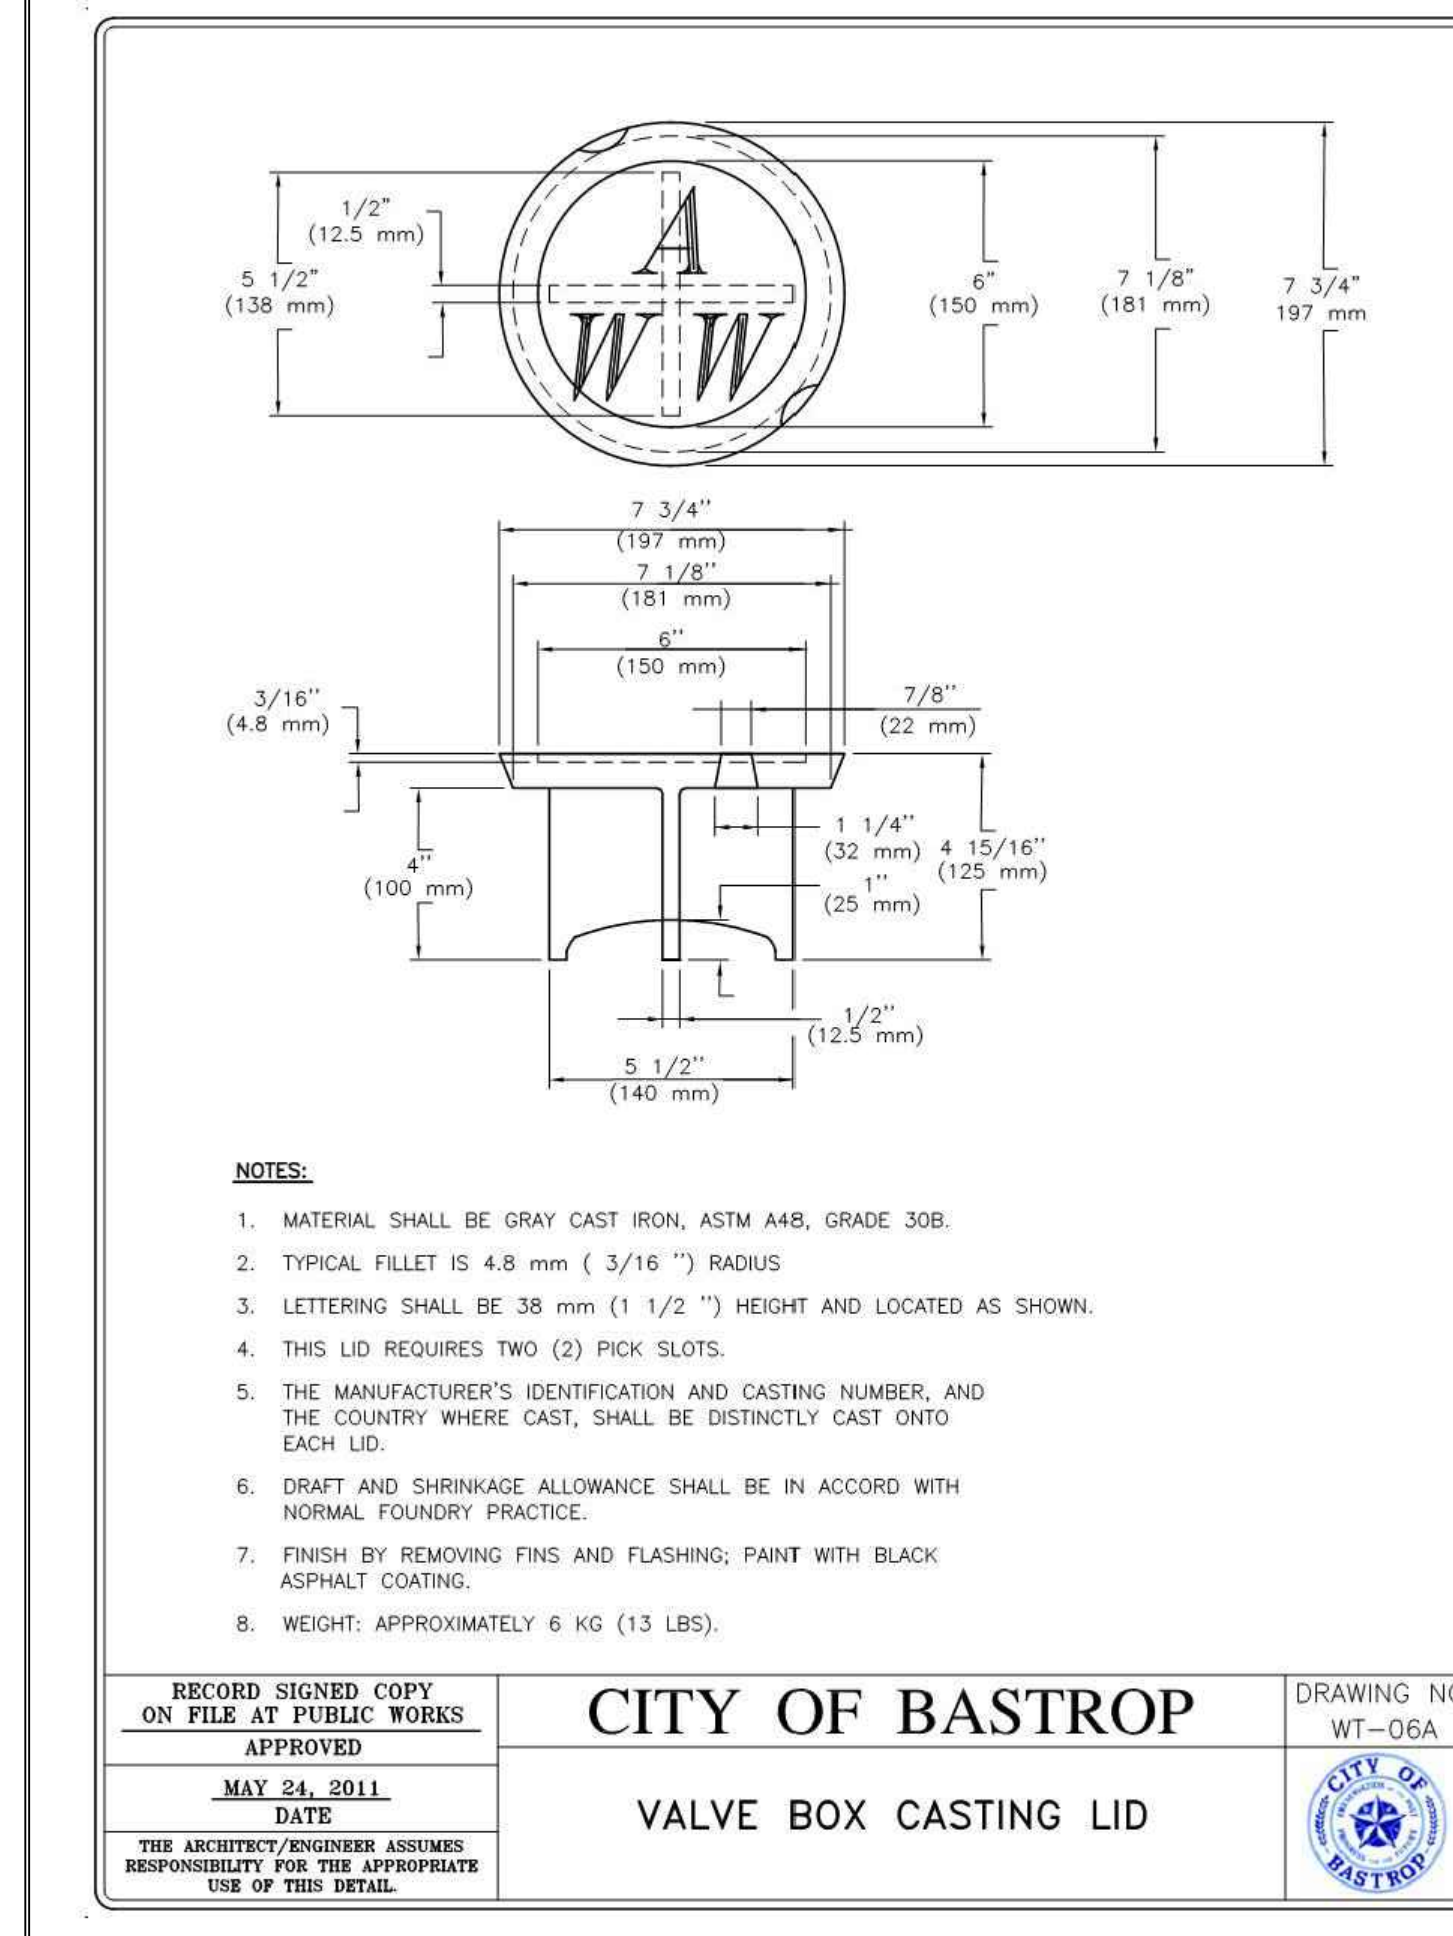 A
W W
1/2"
(12.5 mm)
5 1/2"
(138 mm)
6"
(150 mm)
7 1/8"
(181 mm)
7 3/4"
197 mm
7 3/4''
(197 mm)
7 1/8''
(181 mm)
6''
(150 mm)
3/16''
(4.8 mm)
7/8''
(22 mm)
1 1/4''
(32 mm)
4 15/16''
(125 mm)
4''
(100 mm)
1''
(25 mm)
1/2''
(12.5 mm)
5 1/2''
(140 mm)
NOTES:
1. MATERIAL SHALL BE GRAY CAST IRON, ASTM A48, GRADE 30B.
2. TYPICAL FILLET IS 4.8 mm ( 3/16 '') RADIUS
3. LETTERING SHALL BE 38 mm (1 1/2 '') HEIGHT AND LOCATED AS SHOWN.
4. THIS LID REQUIRES TWO (2) PICK SLOTS.
5. THE MANUFACTURER'S IDENTIFICATION AND CASTING NUMBER, AND
THE COUNTRY WHERE CAST, SHALL BE DISTINCTLY CAST ONTO
EACH LID.
6. DRAFT AND SHRINKAGE ALLOWANCE SHALL BE IN ACCORD WITH
NORMAL FOUNDRY PRACTICE.
7. FINISH BY REMOVING FINS AND FLASHING; PAINT WITH BLACK
ASPHALT COATING.
8. WEIGHT: APPROXIMATELY 6 KG (13 LBS).
RECORD SIGNED COPY
ON FILE AT PUBLIC WORKS
APPROVED
MAY 24, 2011
DATE
THE ARCHITECT/ENGINEER ASSUMES
RESPONSIBILITY FOR THE APPROPRIATE
USE OF THIS DETAIL.
CITY OF BASTROP
VALVE BOX CASTING LID
DRAWING NO
WT-06A
CITY OF
BASTROP